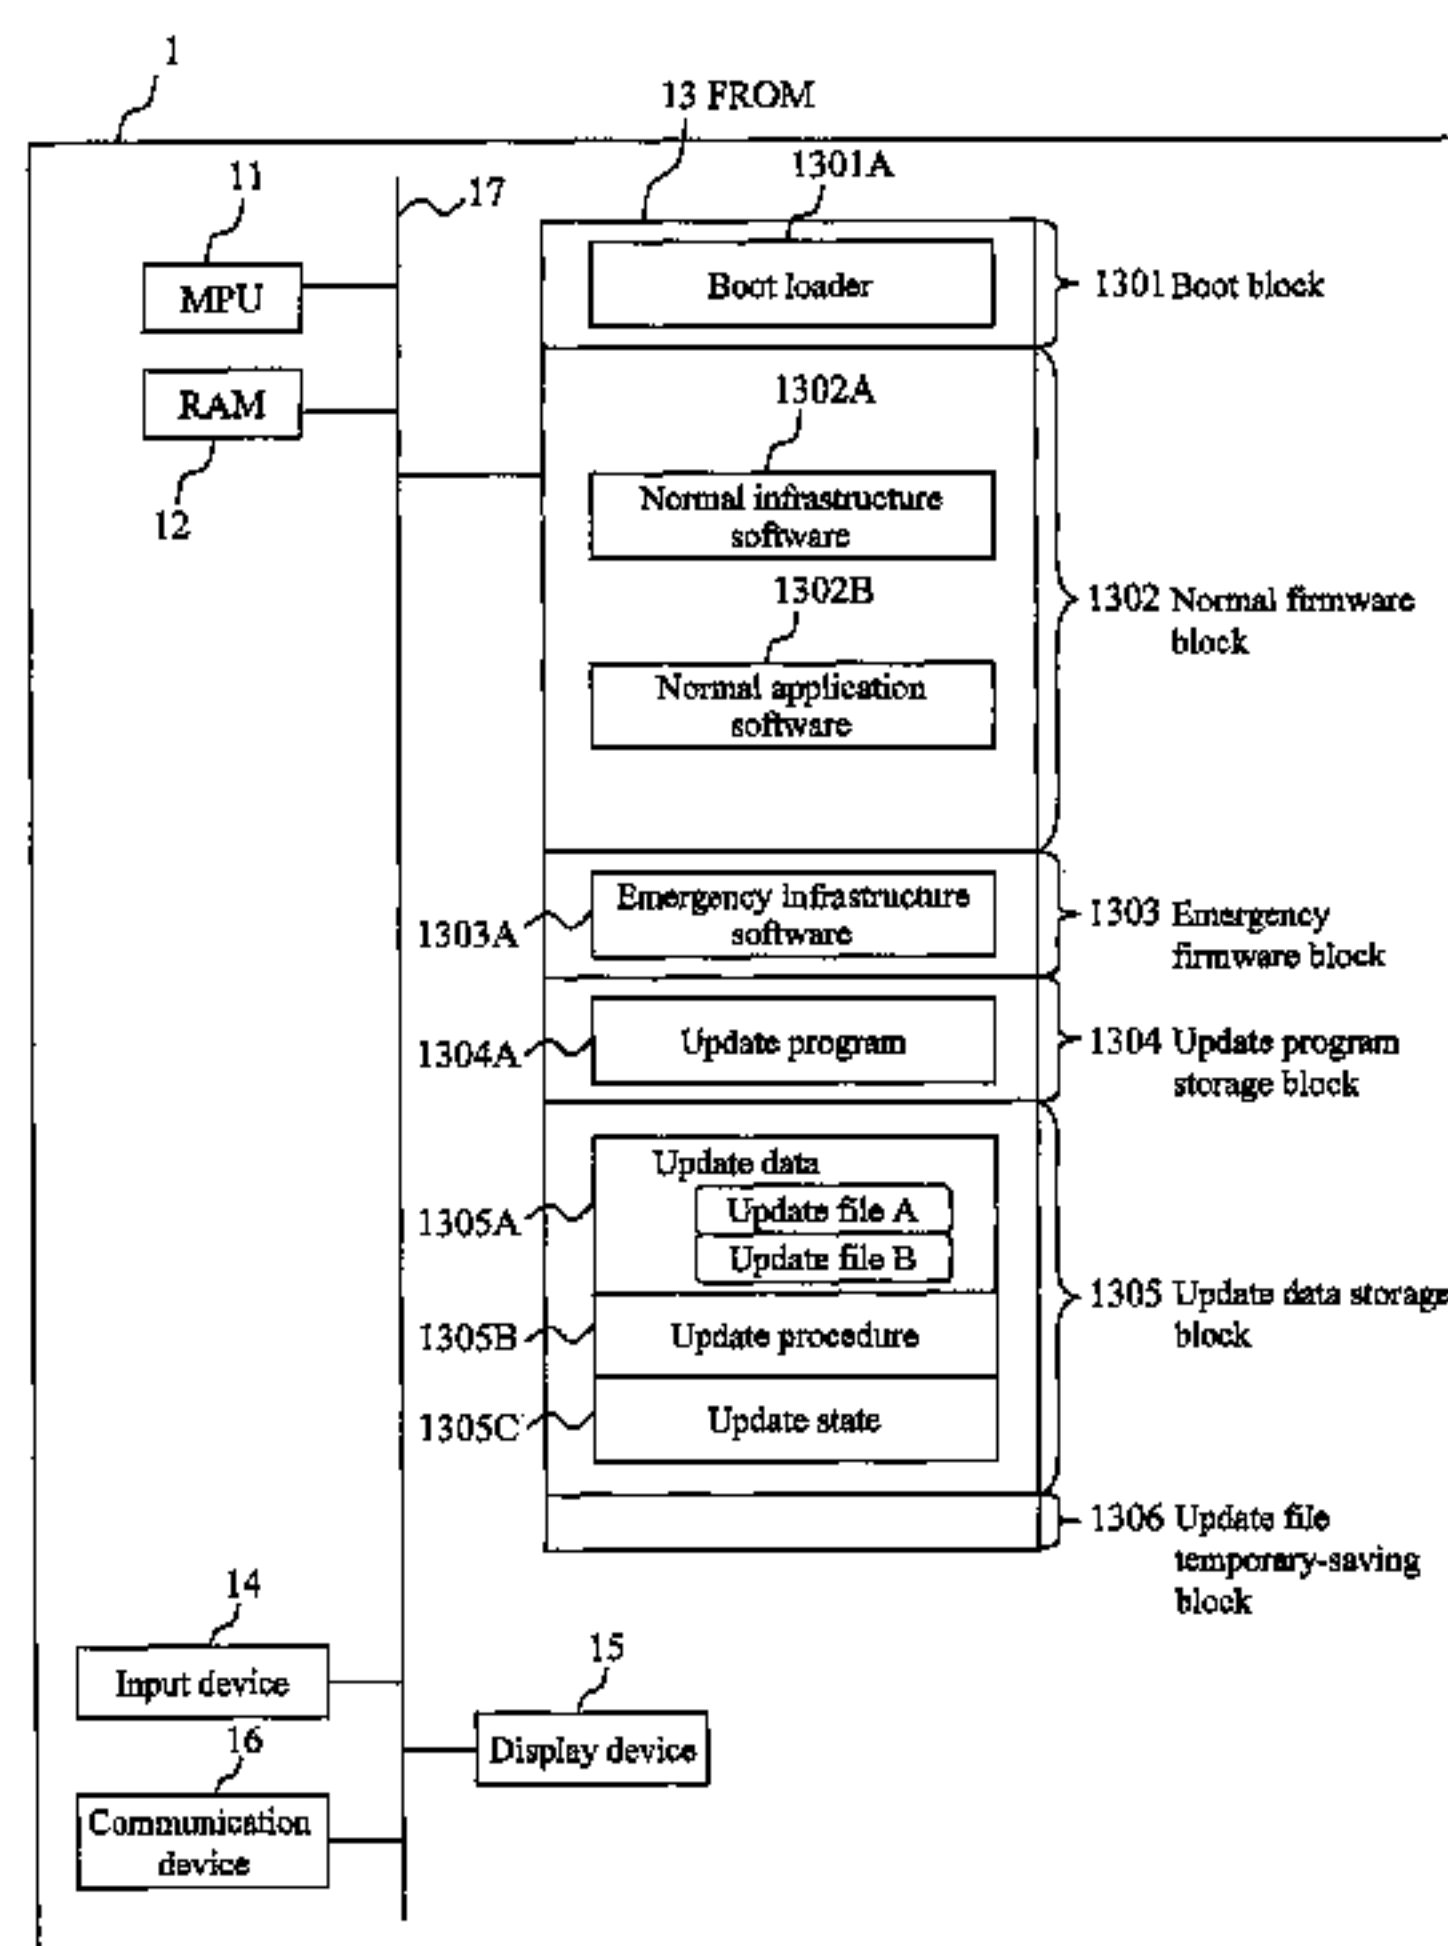 1
13 FROM
1301A
11
17
MPU
Boot loader
1301 Boot block
RAM
12
1302A
Normal infrastructure
software
1302B
Normal application
software
1302 Normal firmware
block
1303A
Emergency infrastructure
software
1303 Emergency
firmware block
1304A
Update program
1304 Update program
storage block
1305A
Update data
Update file A
Update file B
1305B
Update procedure
1305C
Update state
1305 Update data storage
block
1306 Update file
temporary-saving
block
14
Input device
15
Display device
16
Communication
device